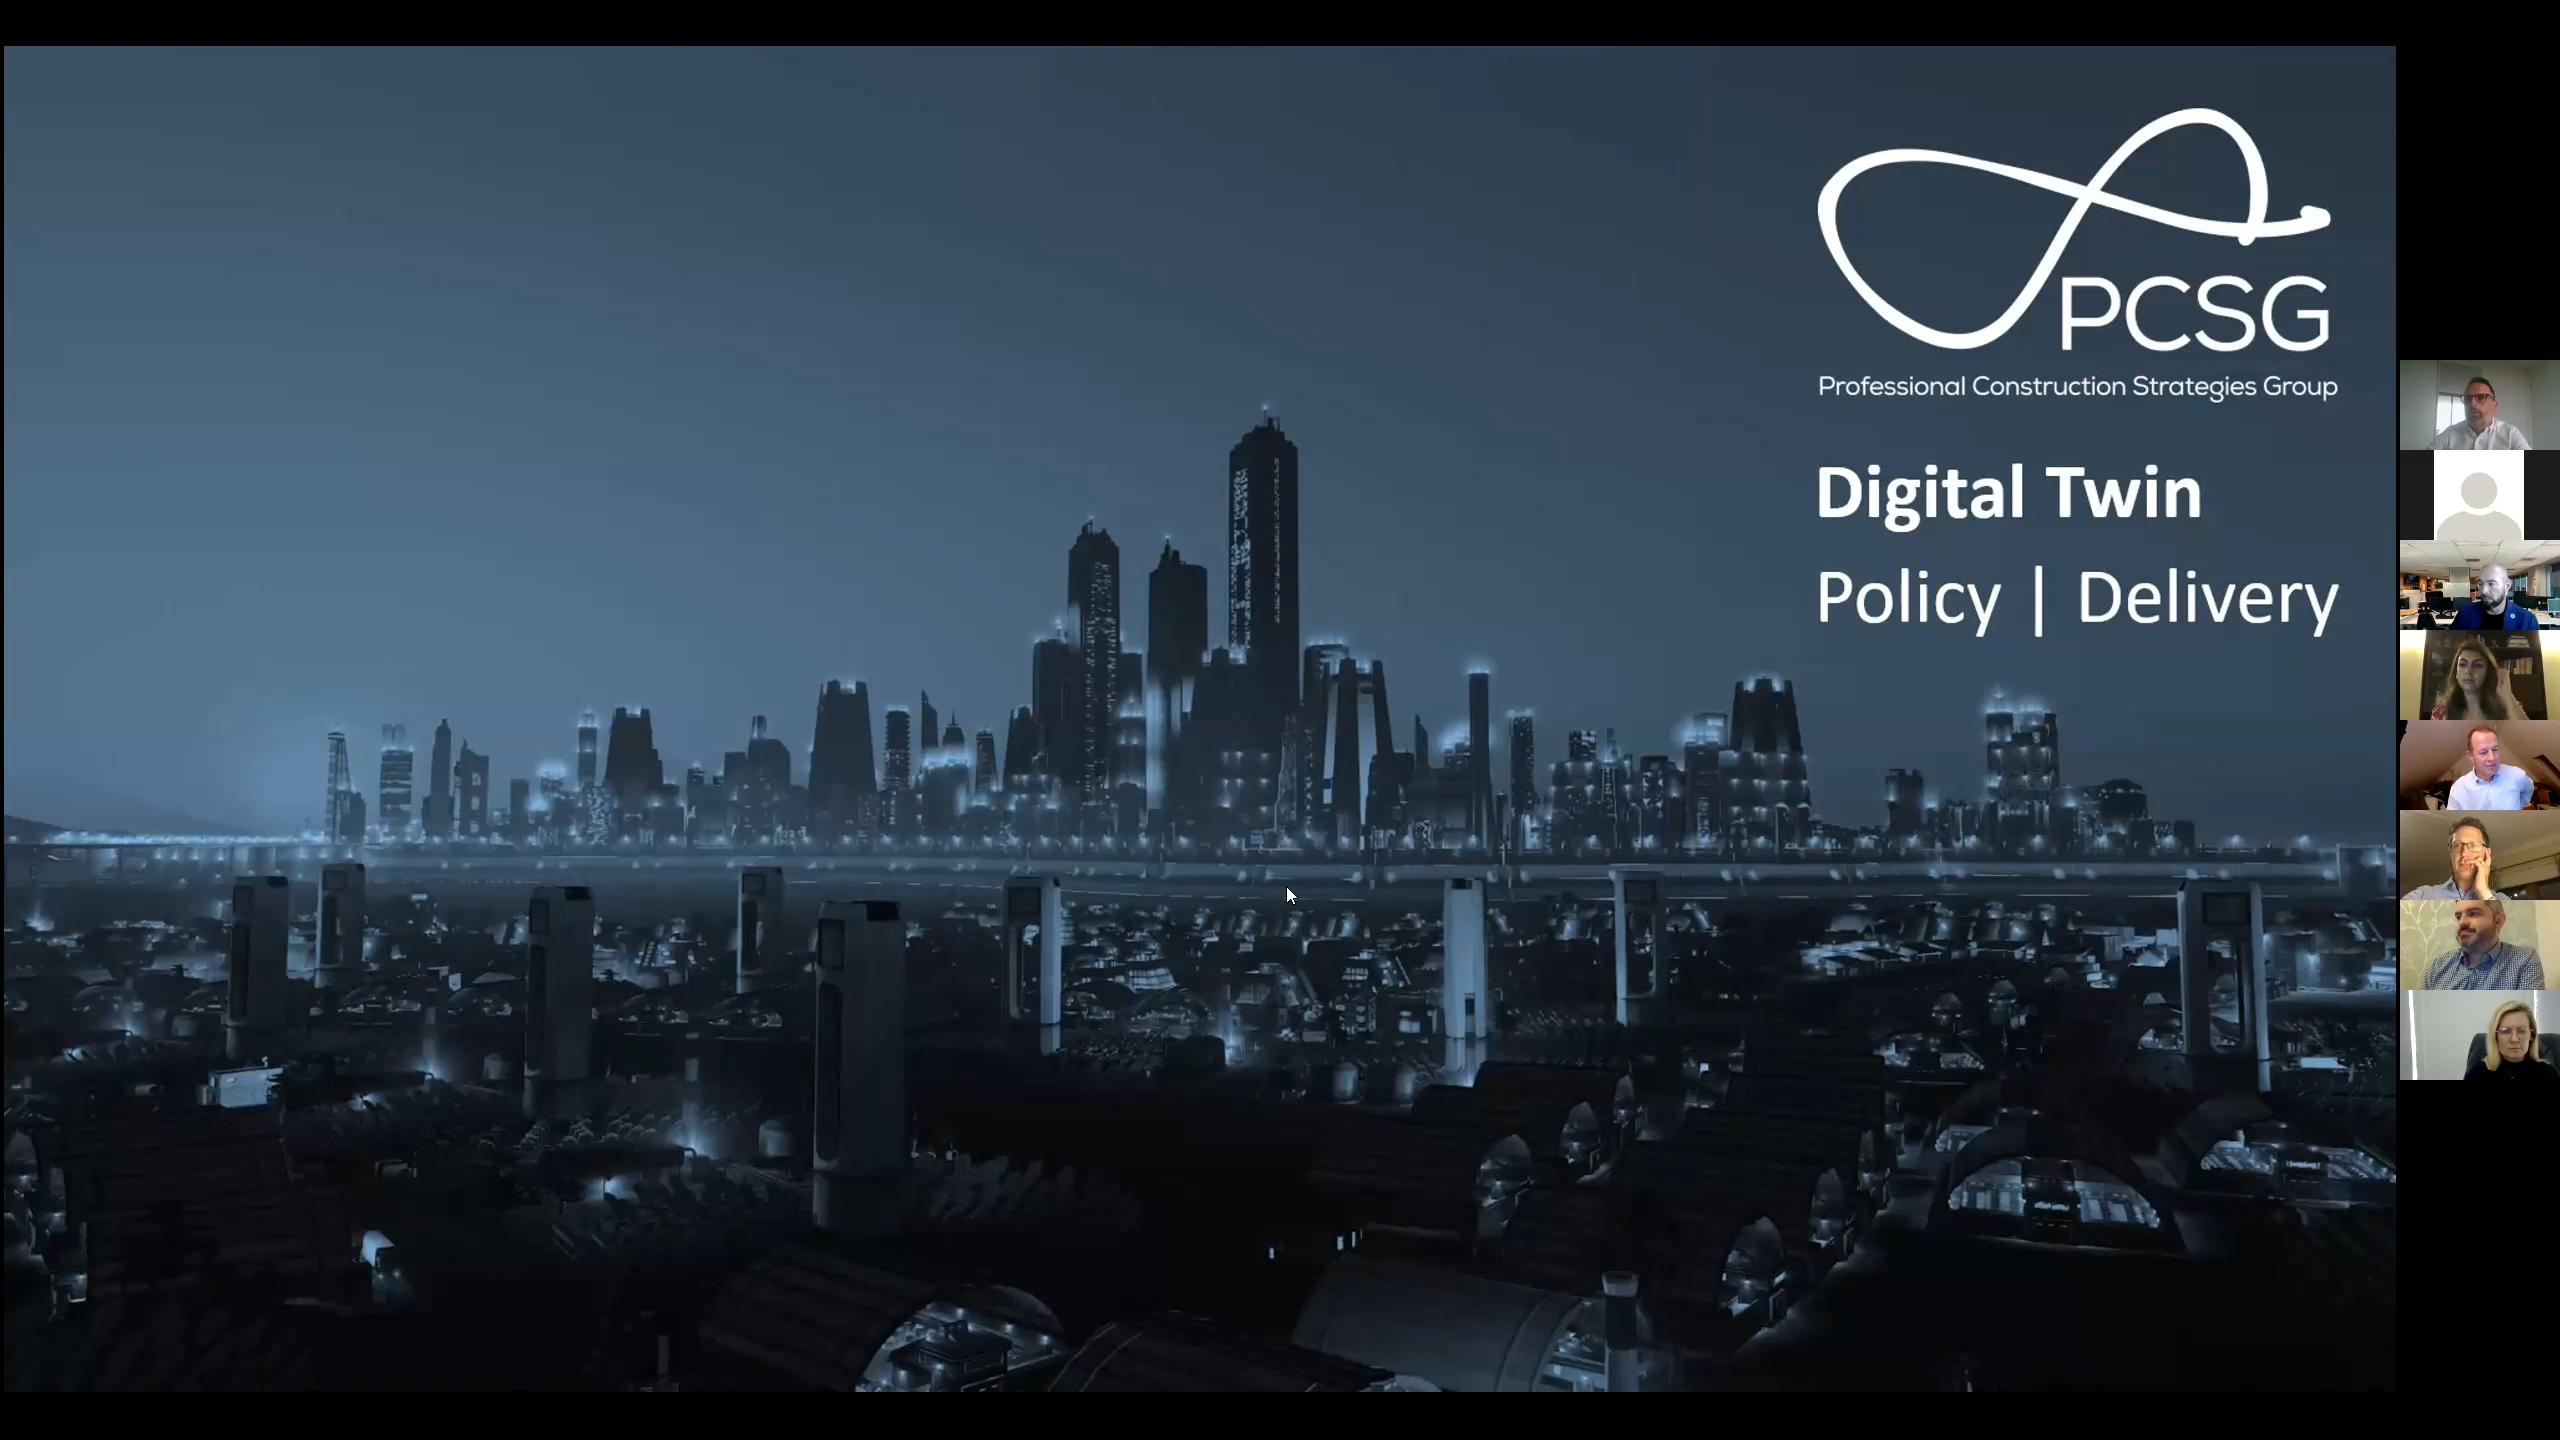 PCSG
Professional Construction Strategies Group
Digital Twin
Policy | Delivery